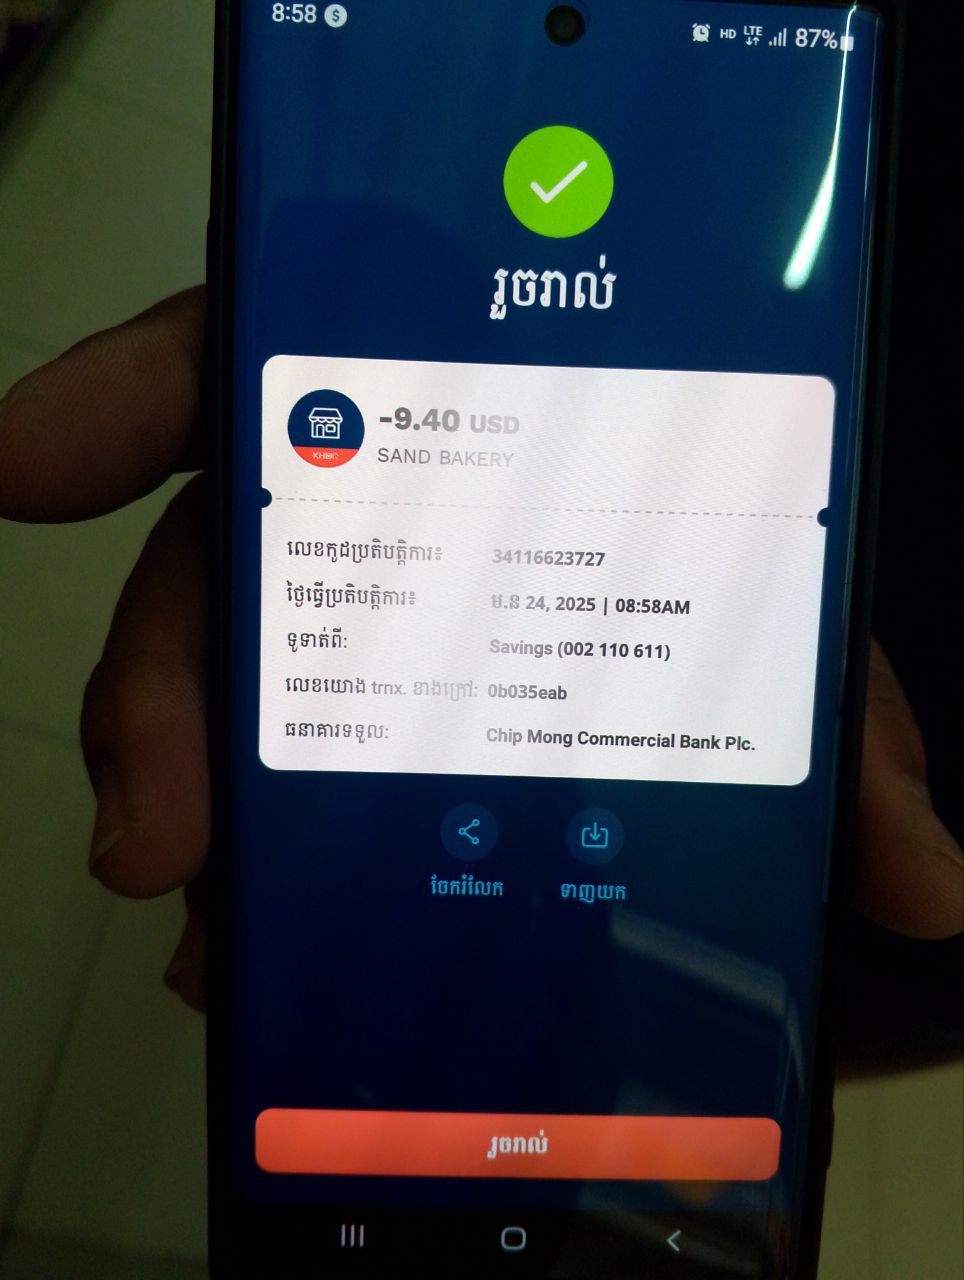 8:58
HD LTE 87%
រួចរាល់
-9.40 USD
KHQR
SAND BAKERY
លេខកូដប្រតិបត្តិការ៖ 34116623727
ថ្ងៃធ្វើប្រតិបត្តិការ៖ ម.ន 24, 2025 | 08:58AM
ទូទាត់ពី: Savings (002 110 611)
លេខយោង trnx. ខាងក្រៅ: 0b035eab
ធនាគារទទួល: Chip Mong Commercial Bank Plc.
ចែករំលែក ទាញយក
រួចរាល់